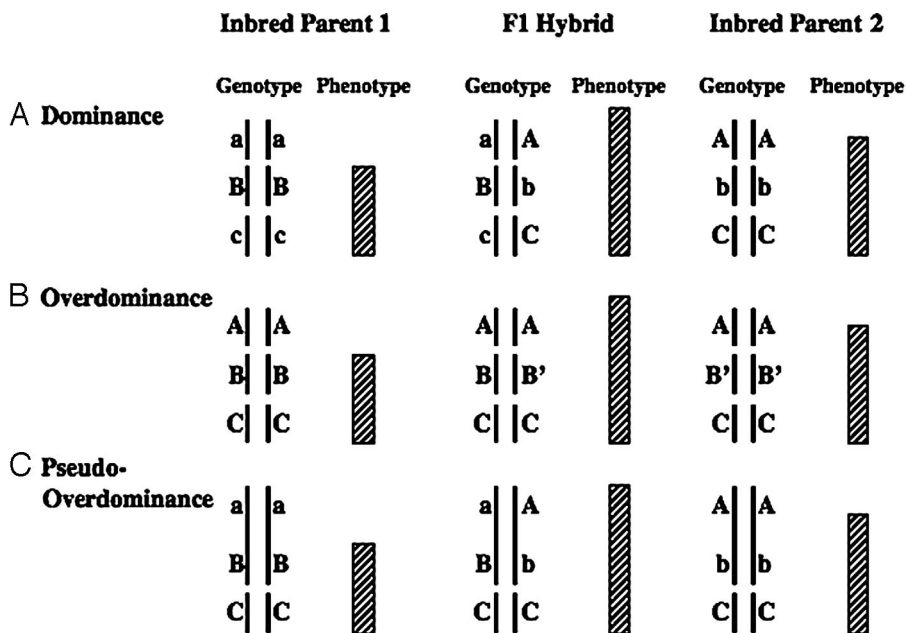 Inbred Parent 1 F1 Hybrid Inbred Parent 2
Genotype Phenotype Genotype Phenotype Genotype Phenotype
A Dominance
a a a A A A
B B B b b b
c c c C C C
B Overdominance
A A A A A A
B B B B' B' B'
C C C C C C
C Pseudo-
Overdominance
a a a A A A
B B B b b b
C C C C C C